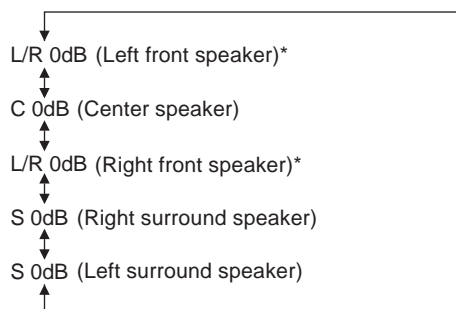 L/R 0dB (Left front speaker)*
C 0dB (Center speaker)
L/R 0dB (Right front speaker)*
S 0dB (Right surround speaker)
S 0dB (Left surround speaker)